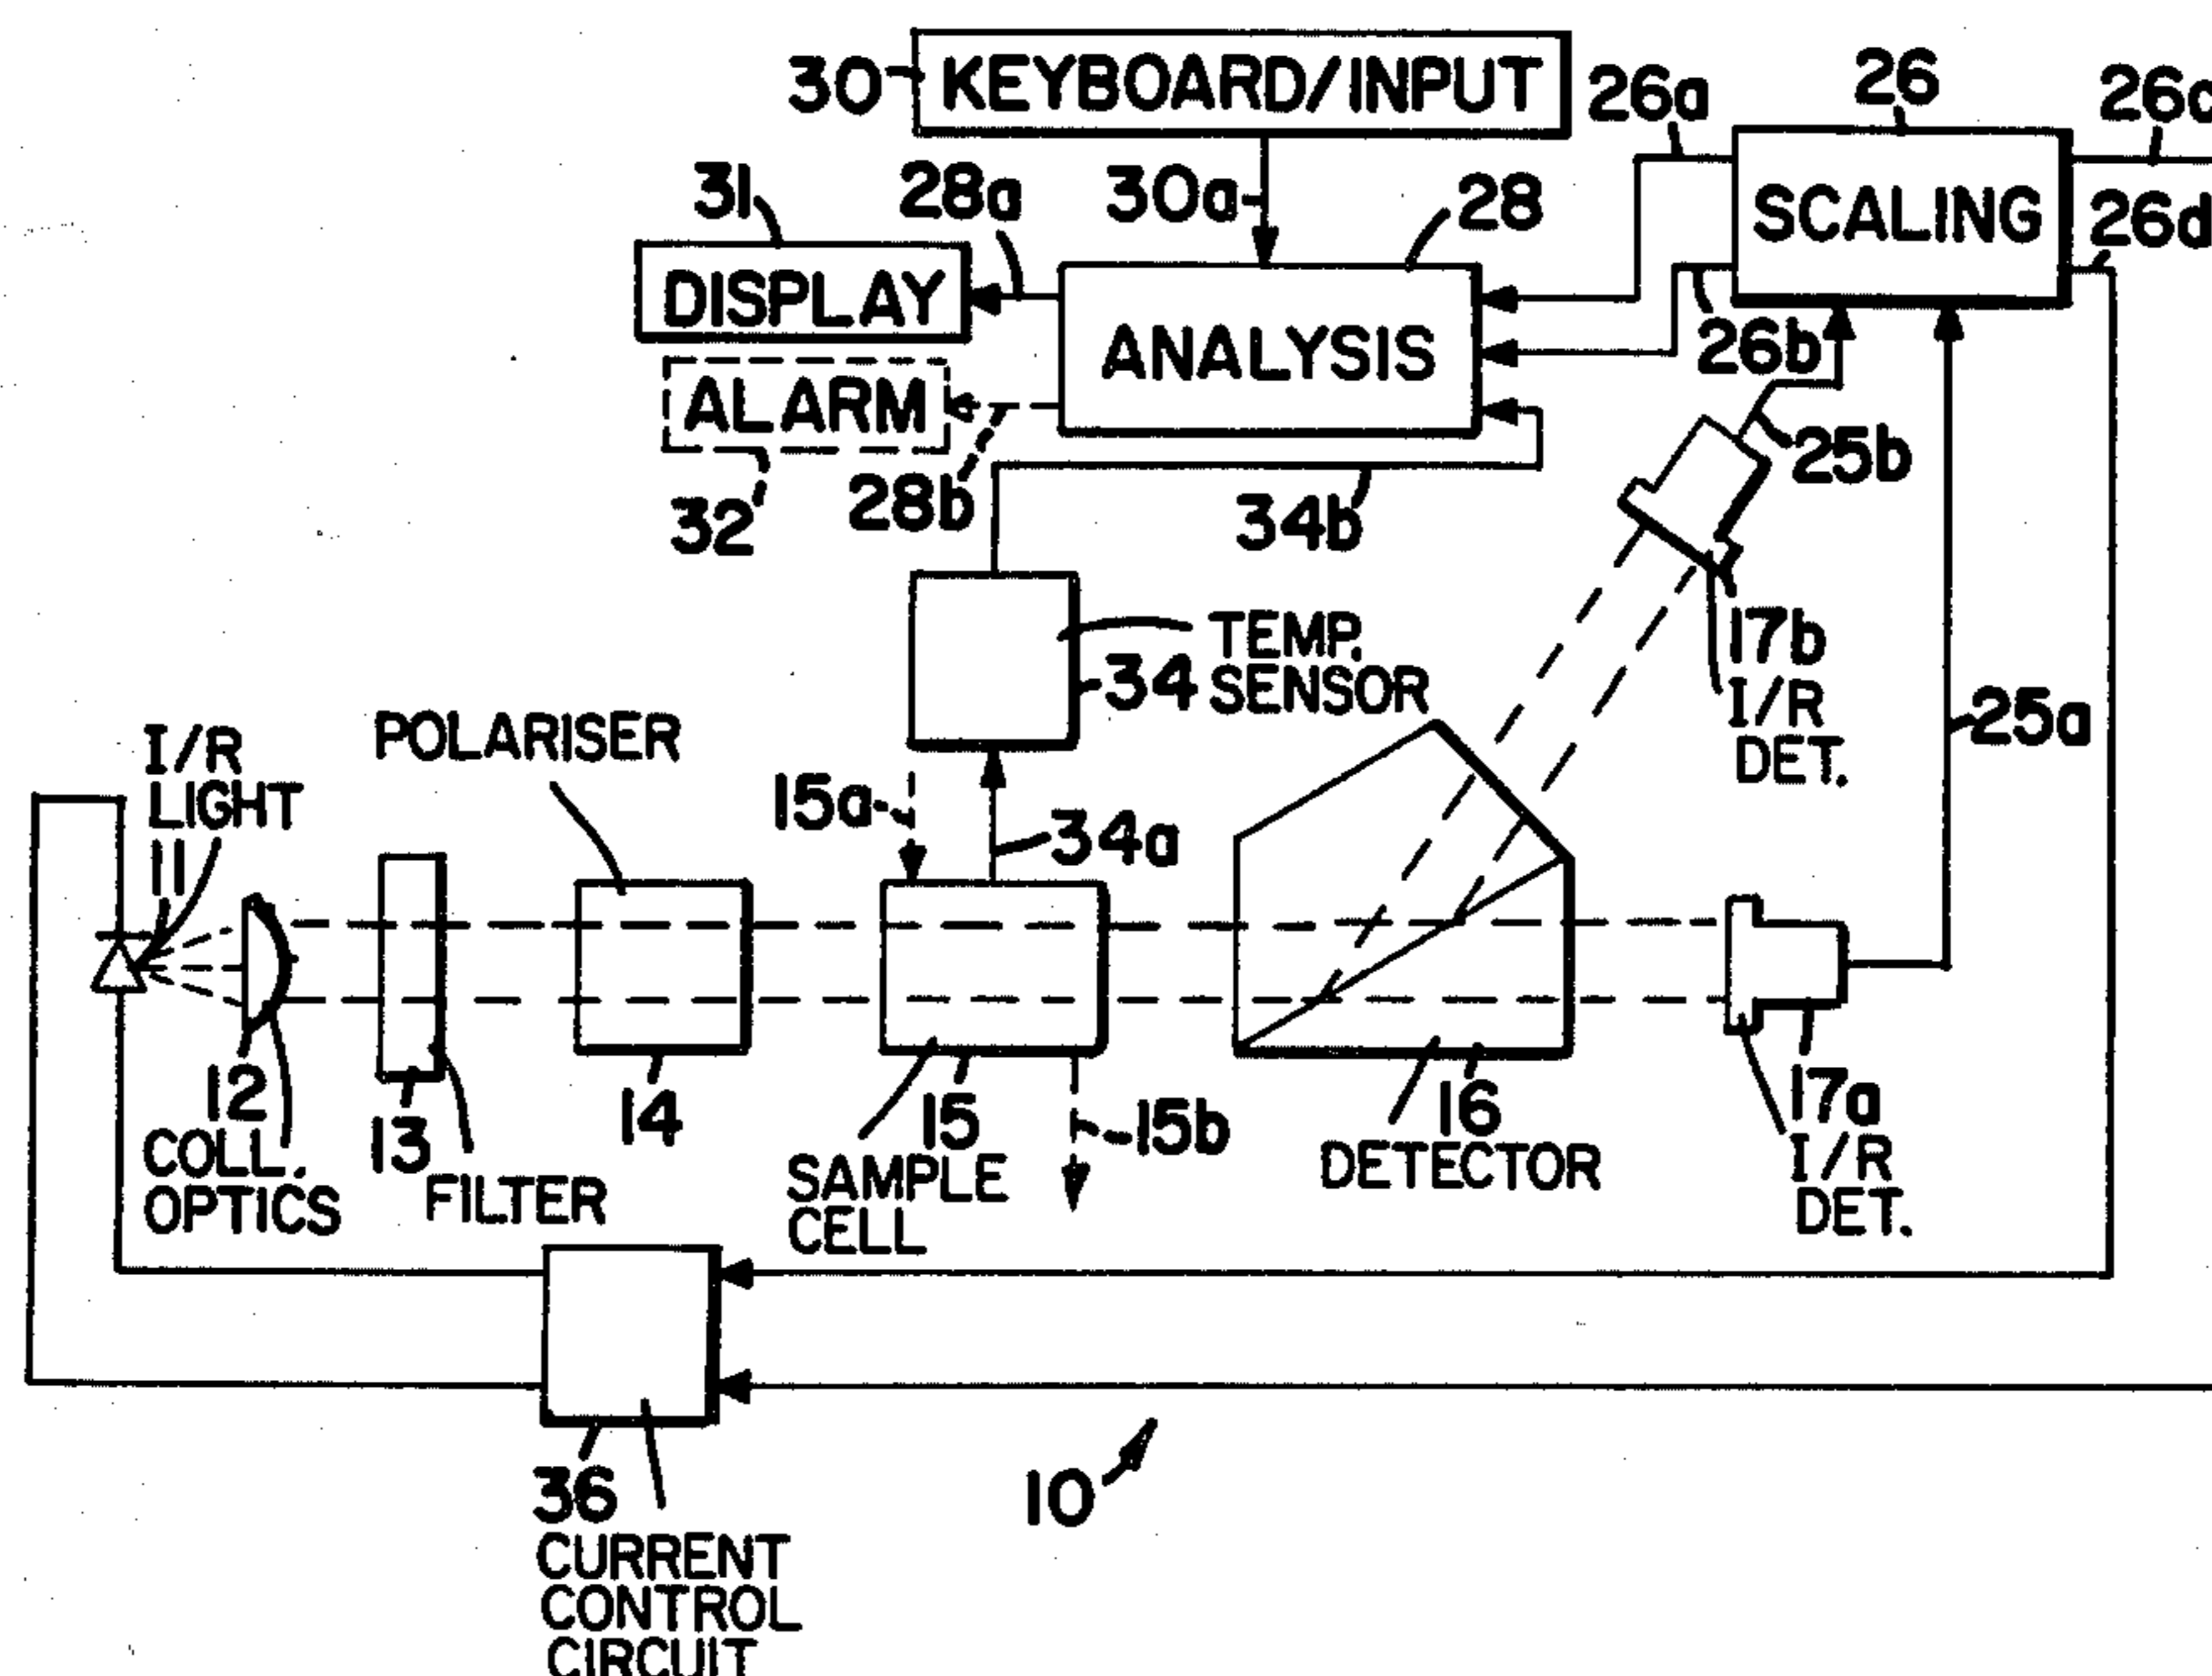 30 KEYBOARD/INPUT 26a 26 26c
31 28a 30a 28 SCALING 26d
DISPLAY
ANALYSIS 26b
ALARM
32 28b 34b 25b
TEMP.
34 SENSOR
17b
I/R
DET.
25a
POLARISER
I/R
LIGHT
11
15a 34a
12
COLL.
OPTICS
13
FILTER
14
15
SAMPLE
CELL
15b
16
DETECTOR
17a
I/R
DET.
36
CURRENT
CONTROL
CIRCUIT
10